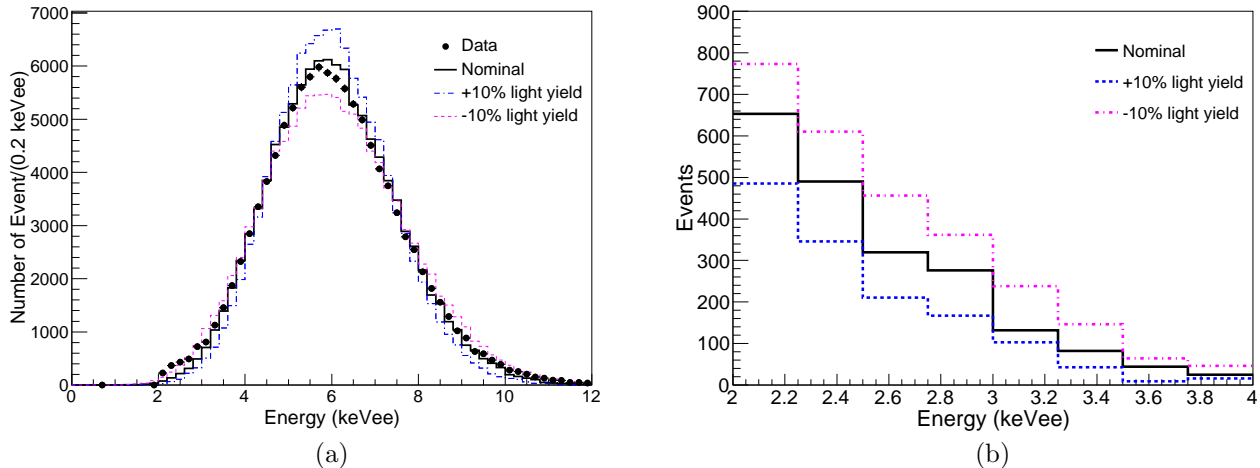 Number of Event/(0.2 keVee)
7000
6000
5000
4000
3000
2000
1000
0
0 2 4 6 8 10 12
Energy (keVee)
Data
Nominal
+10% light yield
-10% light yield
(a)
Events
900
800
700
600
500
400
300
200
100
0
2 2.2 2.4 2.6 2.8 3 3.2 3.4 3.6 3.8 4
Energy (keVee)
Nominal
+10% light yield
-10% light yield
(b)